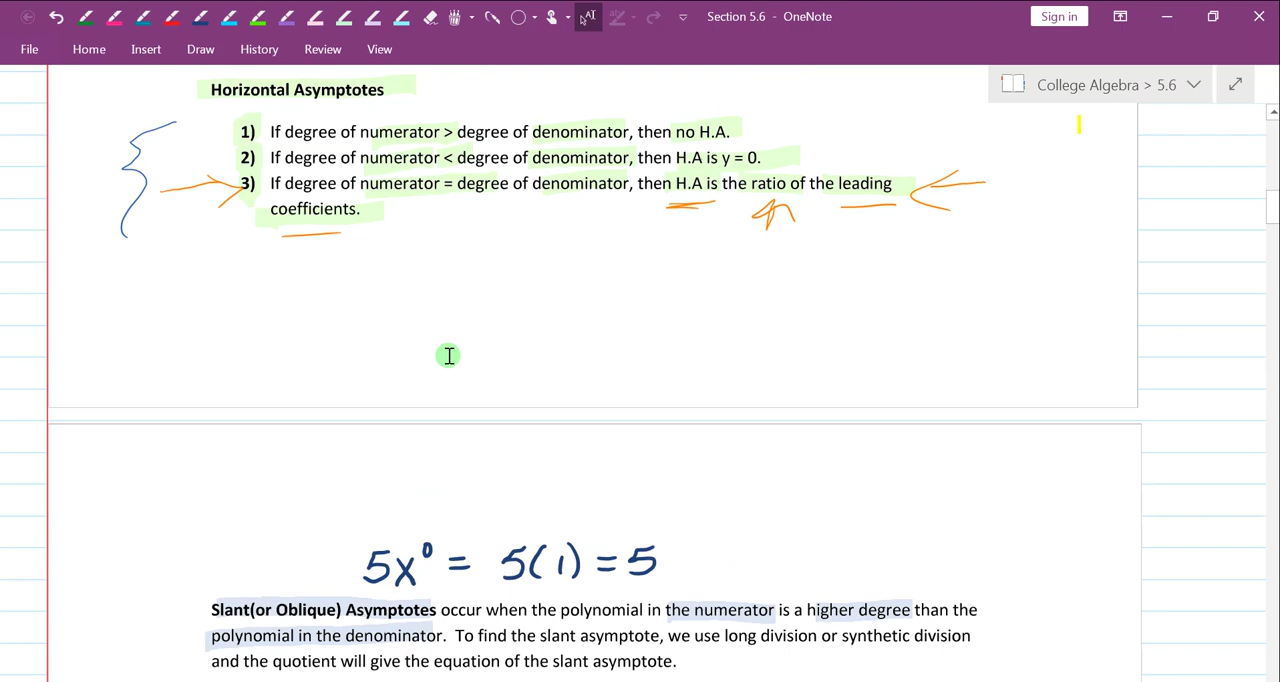 Section 5.6 - OneNote
Sign in
File Home Insert Draw History Review View
College Algebra > 5.6
Horizontal Asymptotes
1) If degree of numerator > degree of denominator, then no H.A.
2) If degree of numerator < degree of denominator, then H.A is y = 0.
3) If degree of numerator = degree of denominator, then H.A is the ratio of the leading
coefficients.
5x⁰ = 5(1) = 5
Slant(or Oblique) Asymptotes occur when the polynomial in the numerator is a higher degree than the
polynomial in the denominator. To find the slant asymptote, we use long division or synthetic division
and the quotient will give the equation of the slant asymptote.